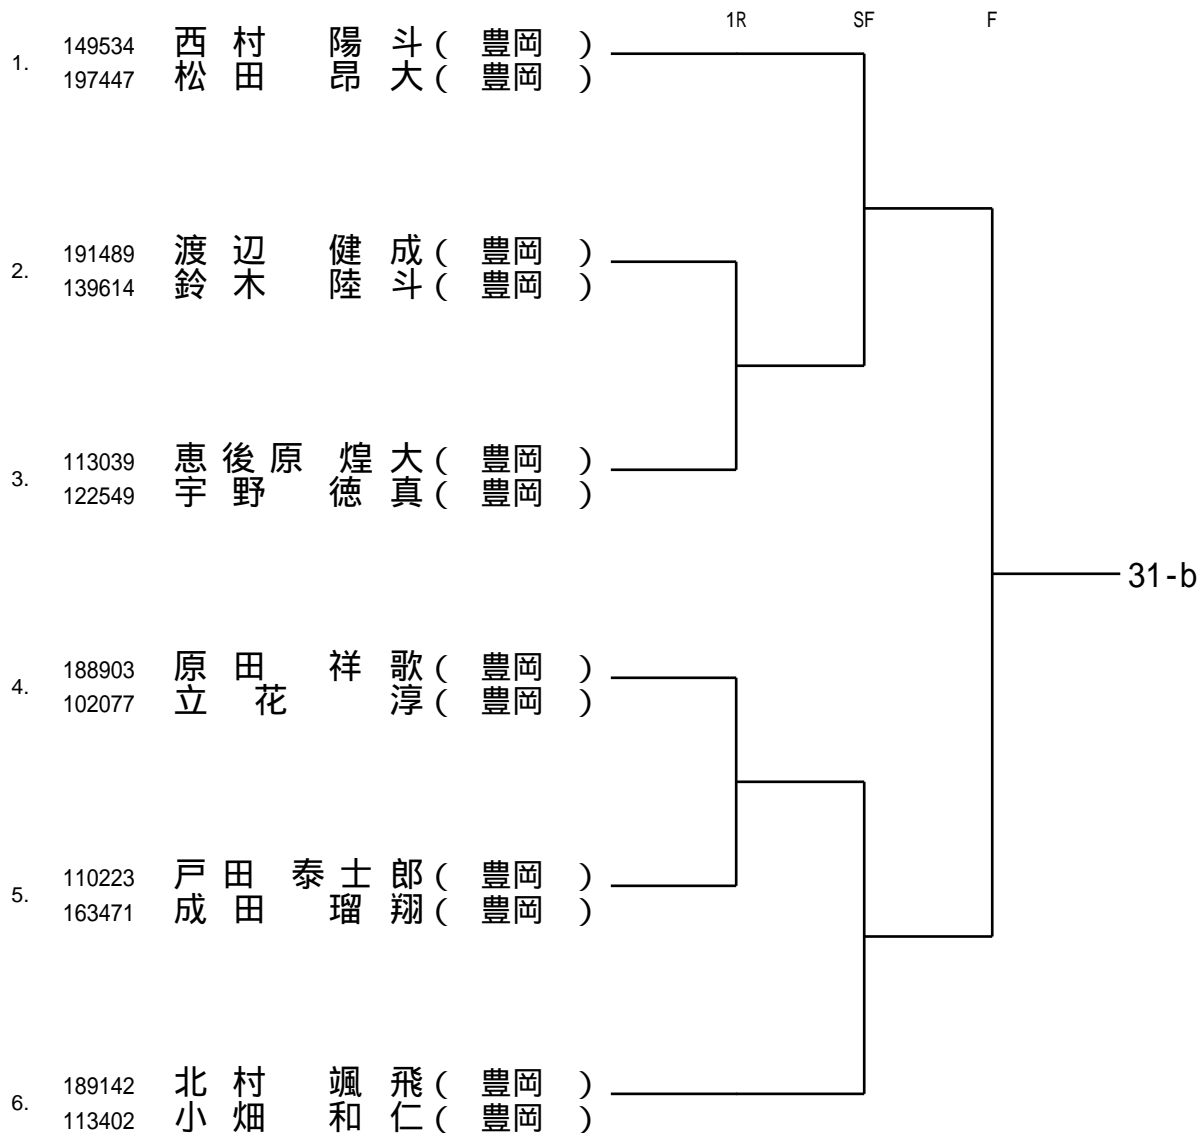 1R SF F
1. 149534 西村 陽斗 ( 豊岡 )
197447 松田 昂大 ( 豊岡 )
2. 191489 渡辺 健成 ( 豊岡 )
139614 鈴木 陸斗 ( 豊岡 )
3. 113039 恵後原 煌大 ( 豊岡 )
122549 宇野 徳真 ( 豊岡 )
31-b
4. 188903 原田 祥歌 ( 豊岡 )
102077 立花 淳 ( 豊岡 )
5. 110223 戸田 泰士郎 ( 豊岡 )
163471 成田 瑠翔 ( 豊岡 )
6. 189142 北村 颯飛 ( 豊岡 )
113402 小畑 和仁 ( 豊岡 )